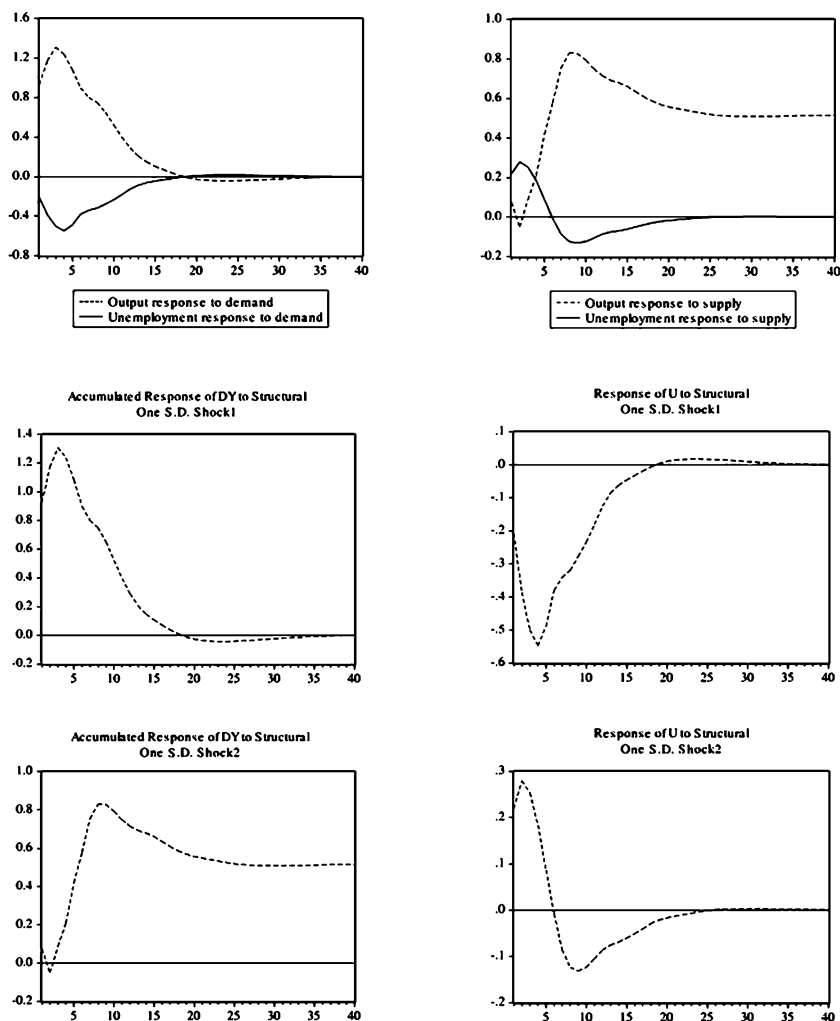 1.6
1.2
0.8
0.4
0.0
-0.4
-0.8
5 10 15 20 25 30 35 40
Output response to demand
Unemployment response to demand
1.0
0.8
0.6
0.4
0.2
0.0
-0.2
5 10 15 20 25 30 35 40
Output response to supply
Unemployment response to supply
Accumulated Response of DY to Structural
One S.D. Shock1
1.4
1.2
1.0
0.8
0.6
0.4
0.2
0.0
-0.2
5 10 15 20 25 30 35 40
Response of U to Structural
One S.D. Shock1
.1
.0
-.1
-.2
-.3
-.4
-.5
-.6
5 10 15 20 25 30 35 40
Accumulated Response of DY to Structural
One S.D. Shock2
1.0
0.8
0.6
0.4
0.2
0.0
-0.2
5 10 15 20 25 30 35 40
Response of U to Structural
One S.D. Shock2
.3
.2
.1
.0
-.1
-.2
5 10 15 20 25 30 35 40